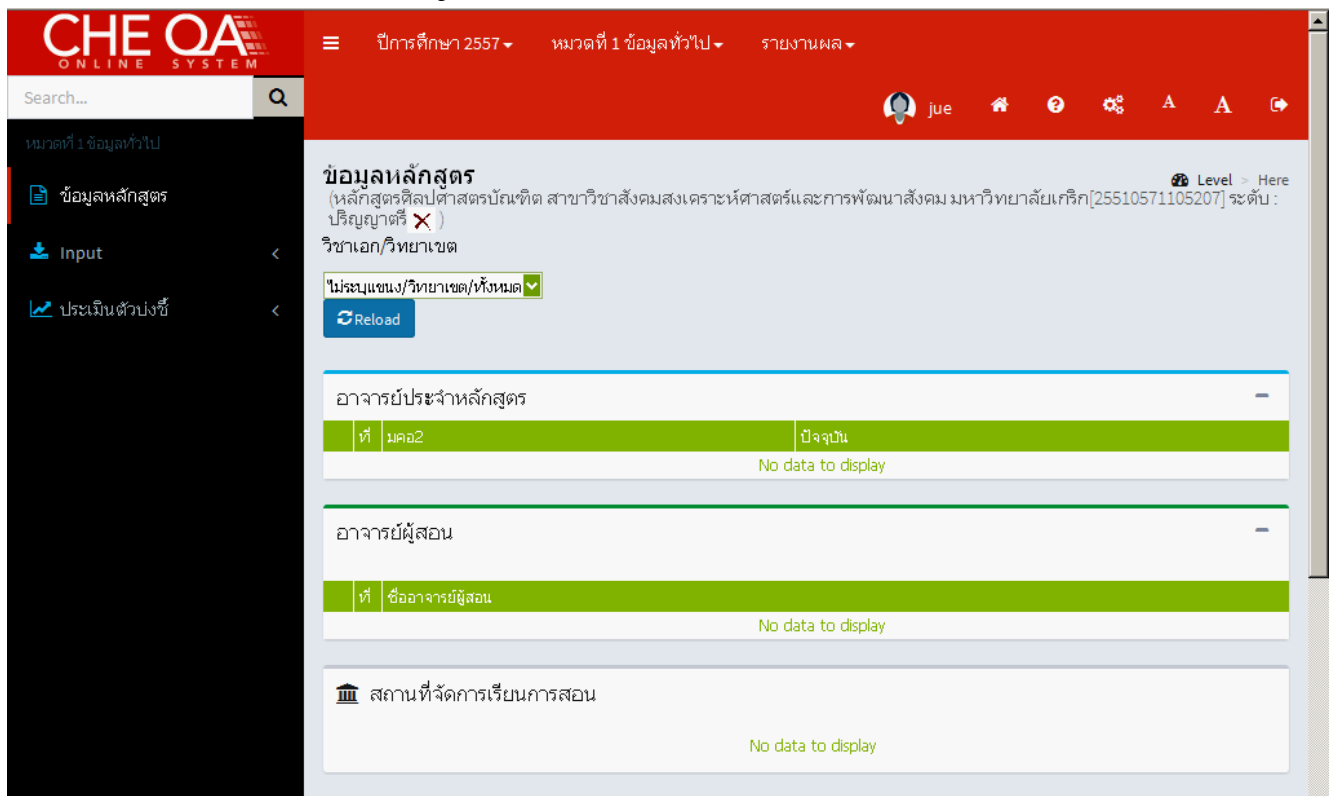 CHE QA
ONLINE SYSTEM
ปีการศึกษา 2557
หมวดที่ 1 ข้อมูลทั่วไป
รายงานผล
Search...
jue
A
A
หมวดที่ 1 ข้อมูลทั่วไป
ข้อมูลหลักสูตร
Input
ประเมินตัวบ่งชี้
ข้อมูลหลักสูตร
Level > Here
(หลักสูตรศิลปศาสตรบัณฑิต สาขาวิชาสังคมสงเคราะห์ศาสตร์และการพัฒนาสังคม มหาวิทยาลัยเกริก[25510571105207] ระดับ :
ปริญญาตรี )
วิชาเอก/วิทยาเขต
ไม่ระบุแขนง/วิทยาเขต/ทั้งหมด
Reload
อาจารย์ประจำหลักสูตร
ที่ มคอ2 ปัจจุบัน
No data to display
อาจารย์ผู้สอน
ที่ ชื่ออาจารย์ผู้สอน
No data to display
สถานที่จัดการเรียนการสอน
No data to display